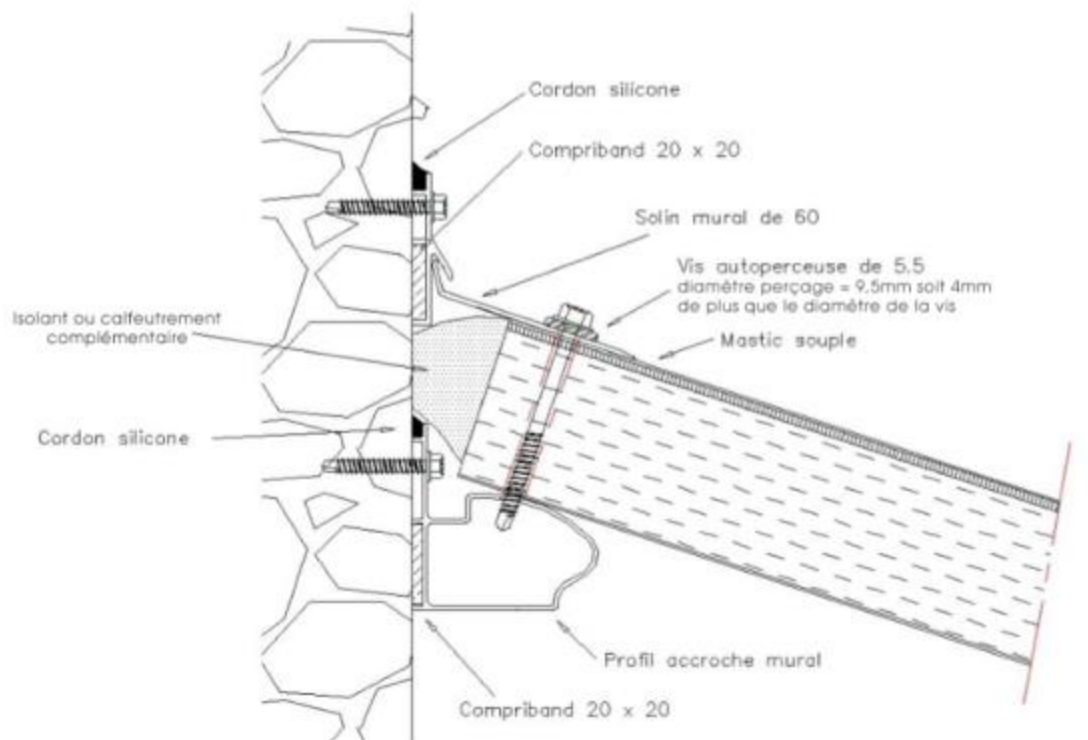 Cordon silicone
Compriband 20 x 20
Solin mural de 60
Vis autoperceuse de 5.5
diamètre perçage = 9.5mm soit 4mm
de plus que le diamètre de la vis
Isolant ou calfeutrement
complémentaire
Mastic souple
Cordon silicone
Profil accroche mural
Compriband 20 x 20